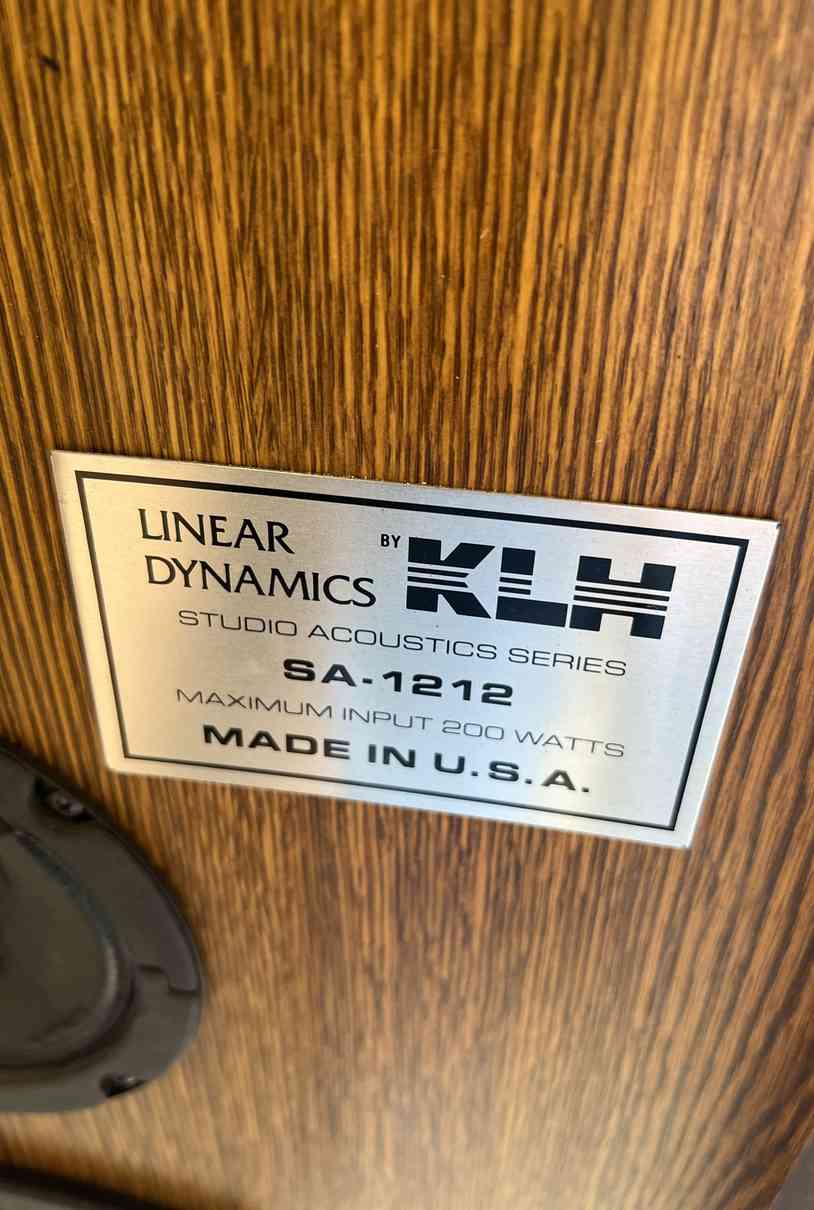 LINEAR
DYNAMICS
BY KLH
STUDIO ACOUSTICS SERIES
SA-1212
MAXIMUM INPUT 200 WATTS
MADE IN U.S.A.